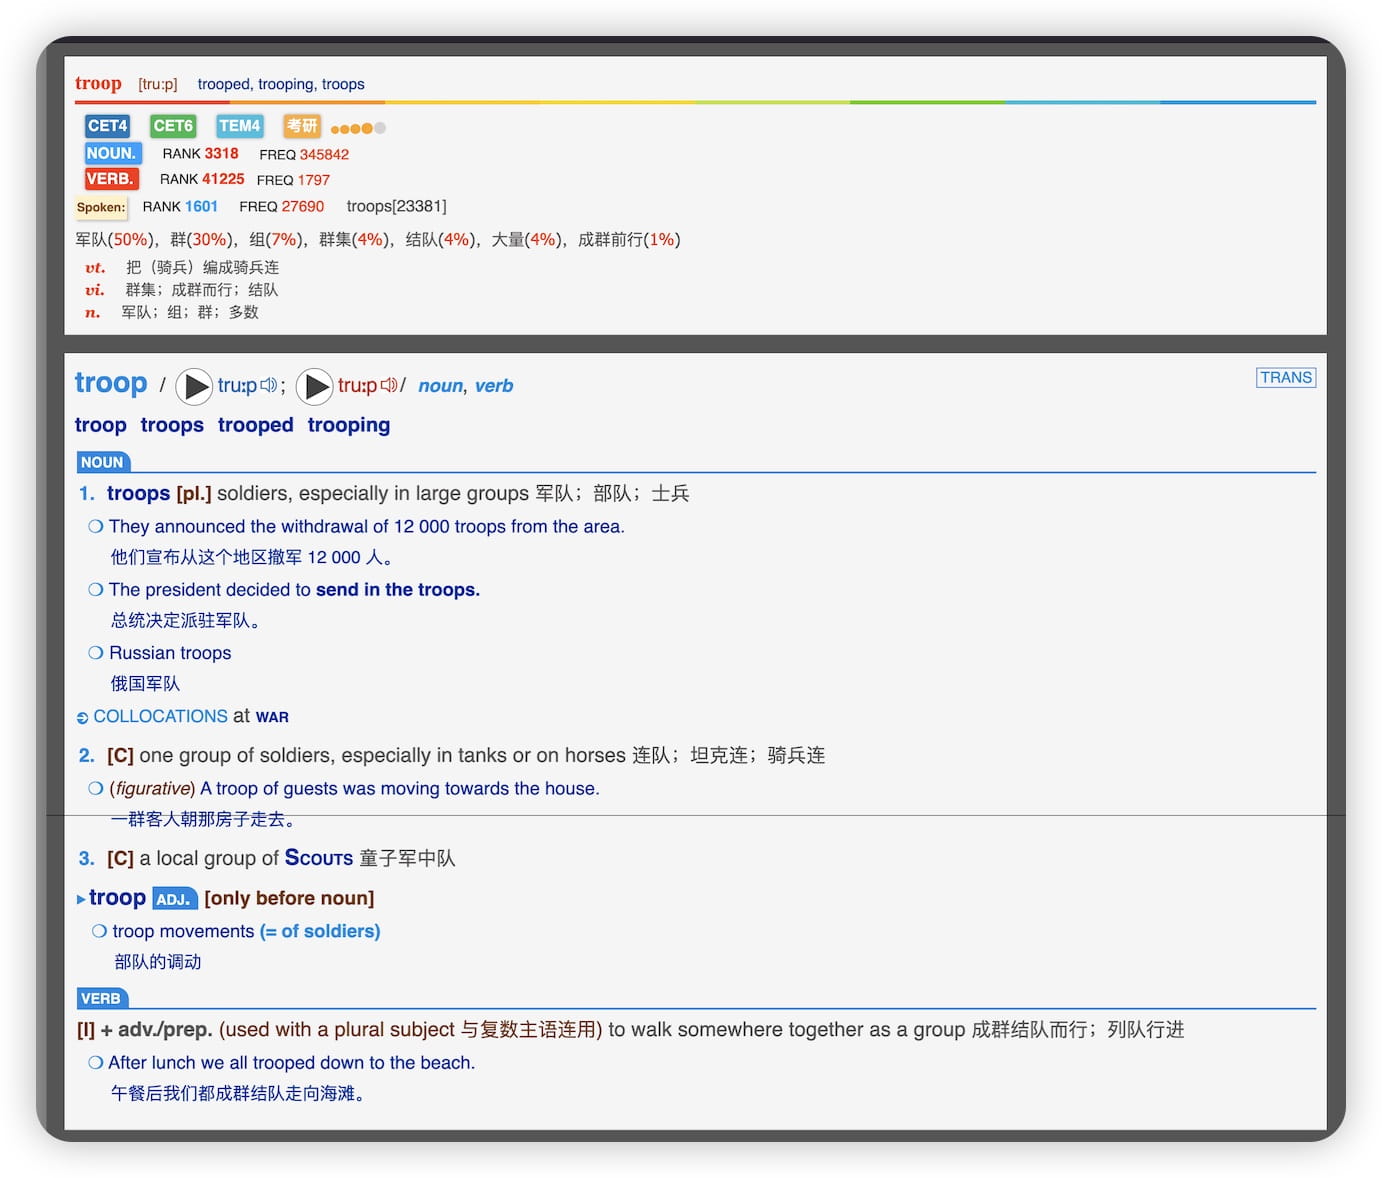 troop [tru:p] trooped, trooping, troops
CET4 CET6 TEM4 考研
NOUN. RANK 3318 FREQ 345842
VERB. RANK 41225 FREQ 1797
Spoken: RANK 1601 FREQ 27690 troops[23381]
军队(50%)，群(30%)，组(7%)，群集(4%)，结队(4%)，大量(4%)，成群前行(1%)
vt. 把（骑兵）编成骑兵连
vi. 群集；成群而行；结队
n. 军队；组；群；多数
troop / truːp ; truːp / noun, verb TRANS
troop troops trooped trooping
NOUN
1. troops [pl.] soldiers, especially in large groups 军队；部队；士兵
They announced the withdrawal of 12 000 troops from the area.
他们宣布从这个地区撤军 12 000 人。
The president decided to send in the troops.
总统决定派驻军队。
Russian troops
俄国军队
COLLOCATIONS at WAR
2. [C] one group of soldiers, especially in tanks or on horses 连队；坦克连；骑兵连
(figurative) A troop of guests was moving towards the house.
一群客人朝那房子走去。
3. [C] a local group of SCOUTS 童子军中队
troop ADJ. [only before noun]
troop movements (= of soldiers)
部队的调动
VERB
[I] + adv./prep. (used with a plural subject 与复数主语连用) to walk somewhere together as a group 成群结队而行；列队行进
After lunch we all trooped down to the beach.
午餐后我们都成群结队走向海滩。